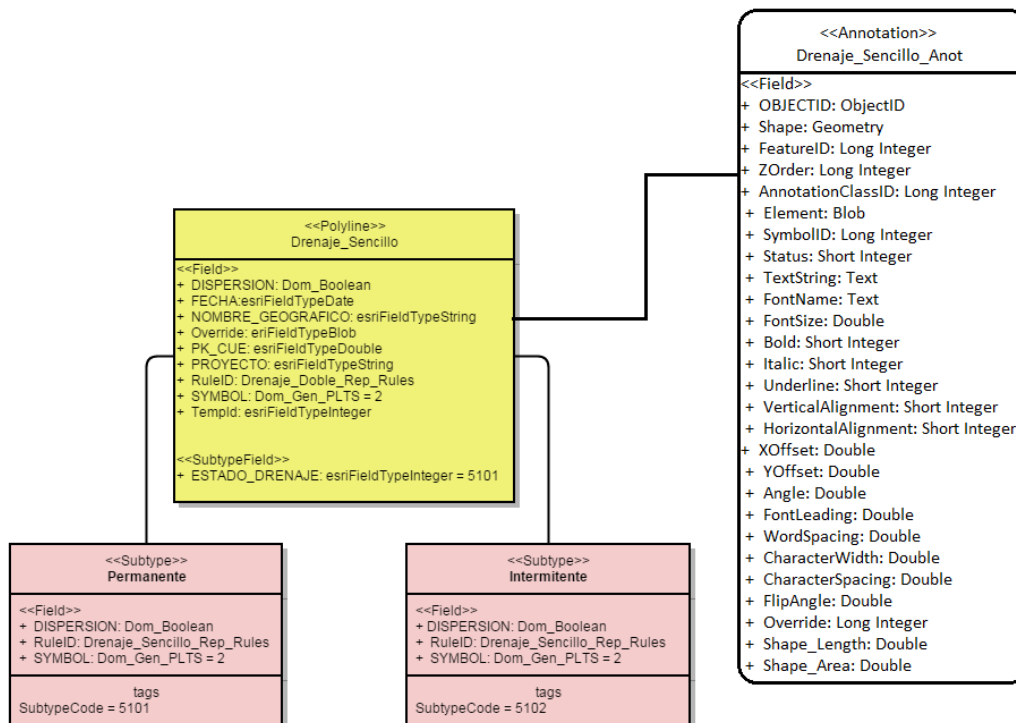 <<Annotation>>
Drenaje_Sencillo_Anot
<<Field>>
+ OBJECTID: ObjectID
+ Shape: Geometry
+ FeatureID: Long Integer
+ ZOrder: Long Integer
+ AnnotationClassID: Long Integer
+ Element: Blob
+ SymbolID: Long Integer
+ Status: Short Integer
+ TextString: Text
+ FontName: Text
+ FontSize: Double
+ Bold: Short Integer
+ Italic: Short Integer
+ Underline: Short Integer
+ VerticalAlignment: Short Integer
+ HorizontalAlignment: Short Integer
+ XOffset: Double
+ YOffset: Double
+ Angle: Double
+ FontLeading: Double
+ WordSpacing: Double
+ CharacterWidth: Double
+ CharacterSpacing: Double
+ FlipAngle: Double
+ Override: Long Integer
+ Shape_Length: Double
+ Shape_Area: Double
<<Polyline>>
Drenaje_Sencillo
<<Field>>
+ DISPERSION: Dom_Boolean
+ FECHA:esriFieldTypeDate
+ NOMBRE_GEOGRAFICO: esriFieldTypeString
+ Override: eriFieldTypeBlob
+ PK_CUE: esriFieldTypeDouble
+ PROYECTO: esriFieldTypeString
+ RuleID: Drenaje_Doble_Rep_Rules
+ SYMBOL: Dom_Gen_PLTS = 2
+ TempId: esriFieldTypeInteger
<<SubtypeField>>
+ ESTADO_DRENAJE: esriFieldTypeInteger = 5101
<<Subtype>>
Permanente
<<Field>>
+ DISPERSION: Dom_Boolean
+ RuleID: Drenaje_Sencillo_Rep_Rules
+ SYMBOL: Dom_Gen_PLTS = 2
tags
SubtypeCode = 5101
<<Subtype>>
Intermitente
<<Field>>
+ DISPERSION: Dom_Boolean
+ RuleID: Drenaje_Sencillo_Rep_Rules
+ SYMBOL: Dom_Gen_PLTS = 2
tags
SubtypeCode = 5102